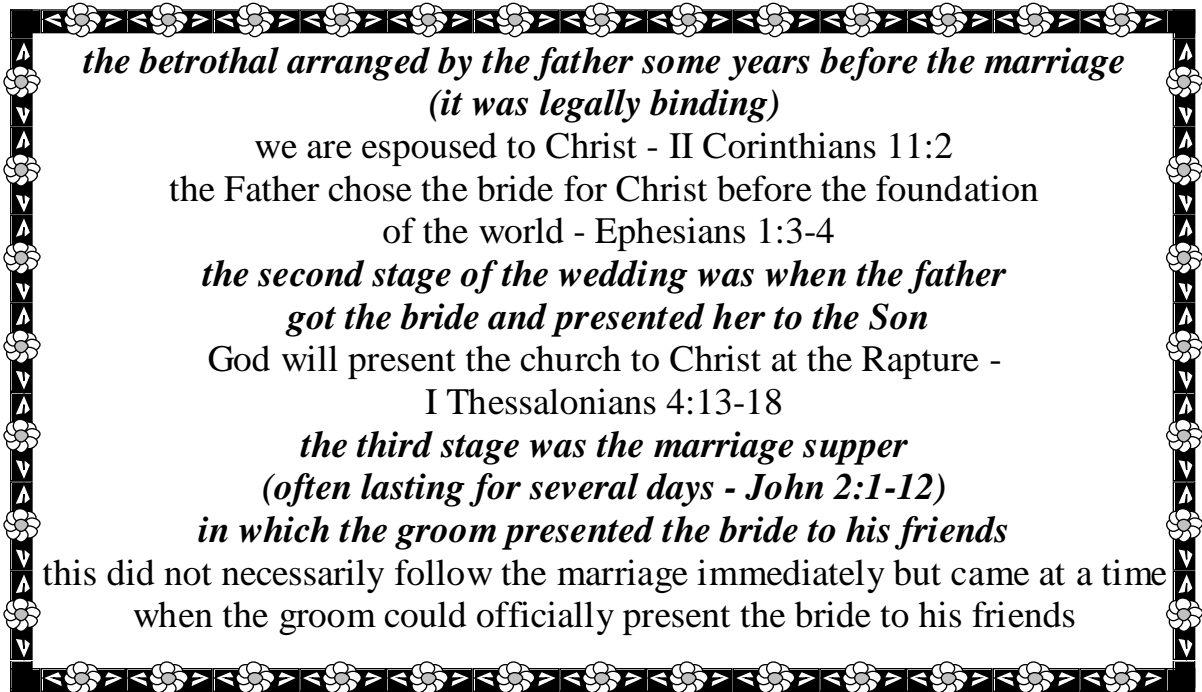 the betrothal arranged by the father some years before the marriage
(it was legally binding)
we are espoused to Christ - II Corinthians 11:2
the Father chose the bride for Christ before the foundation
of the world - Ephesians 1:3-4
the second stage of the wedding was when the father
got the bride and presented her to the Son
God will present the church to Christ at the Rapture -
I Thessalonians 4:13-18
the third stage was the marriage supper
(often lasting for several days - John 2:1-12)
in which the groom presented the bride to his friends
this did not necessarily follow the marriage immediately but came at a time
when the groom could officially present the bride to his friends